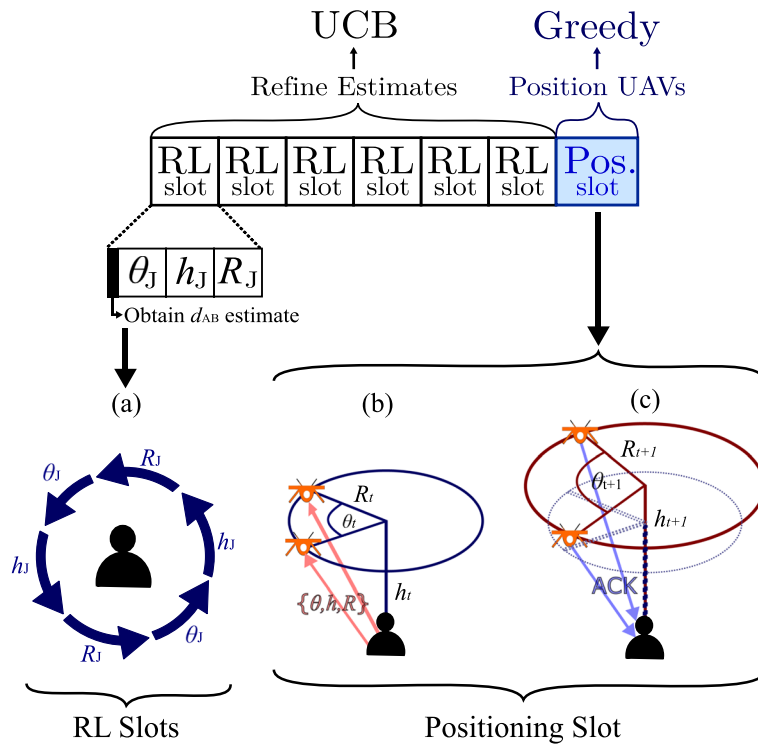 UCB Greedy
Refine Estimates Position UAVs
RL RL RL RL RL RL Pos.
slot slot slot slot slot slot slot
θJ hJ RJ
Obtain dAB estimate
(a) (b) (c)
RJ
θJ
hJ
hJ
RJ
θJ
Rt
θt
ht
{θ,h,R}
Rt+1
θt+1
ht+1
ACK
RL Slots Positioning Slot